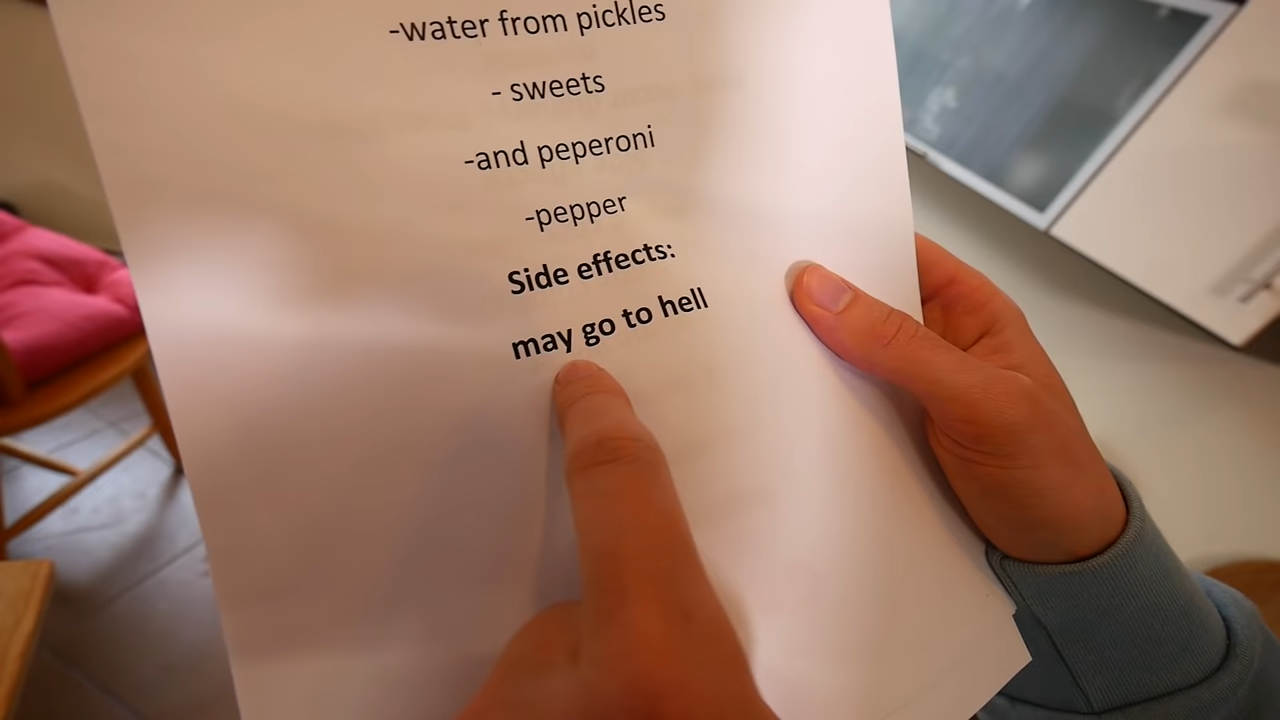 -water from pickles
- sweets
-and peperoni
-pepper
Side effects:
may go to hell